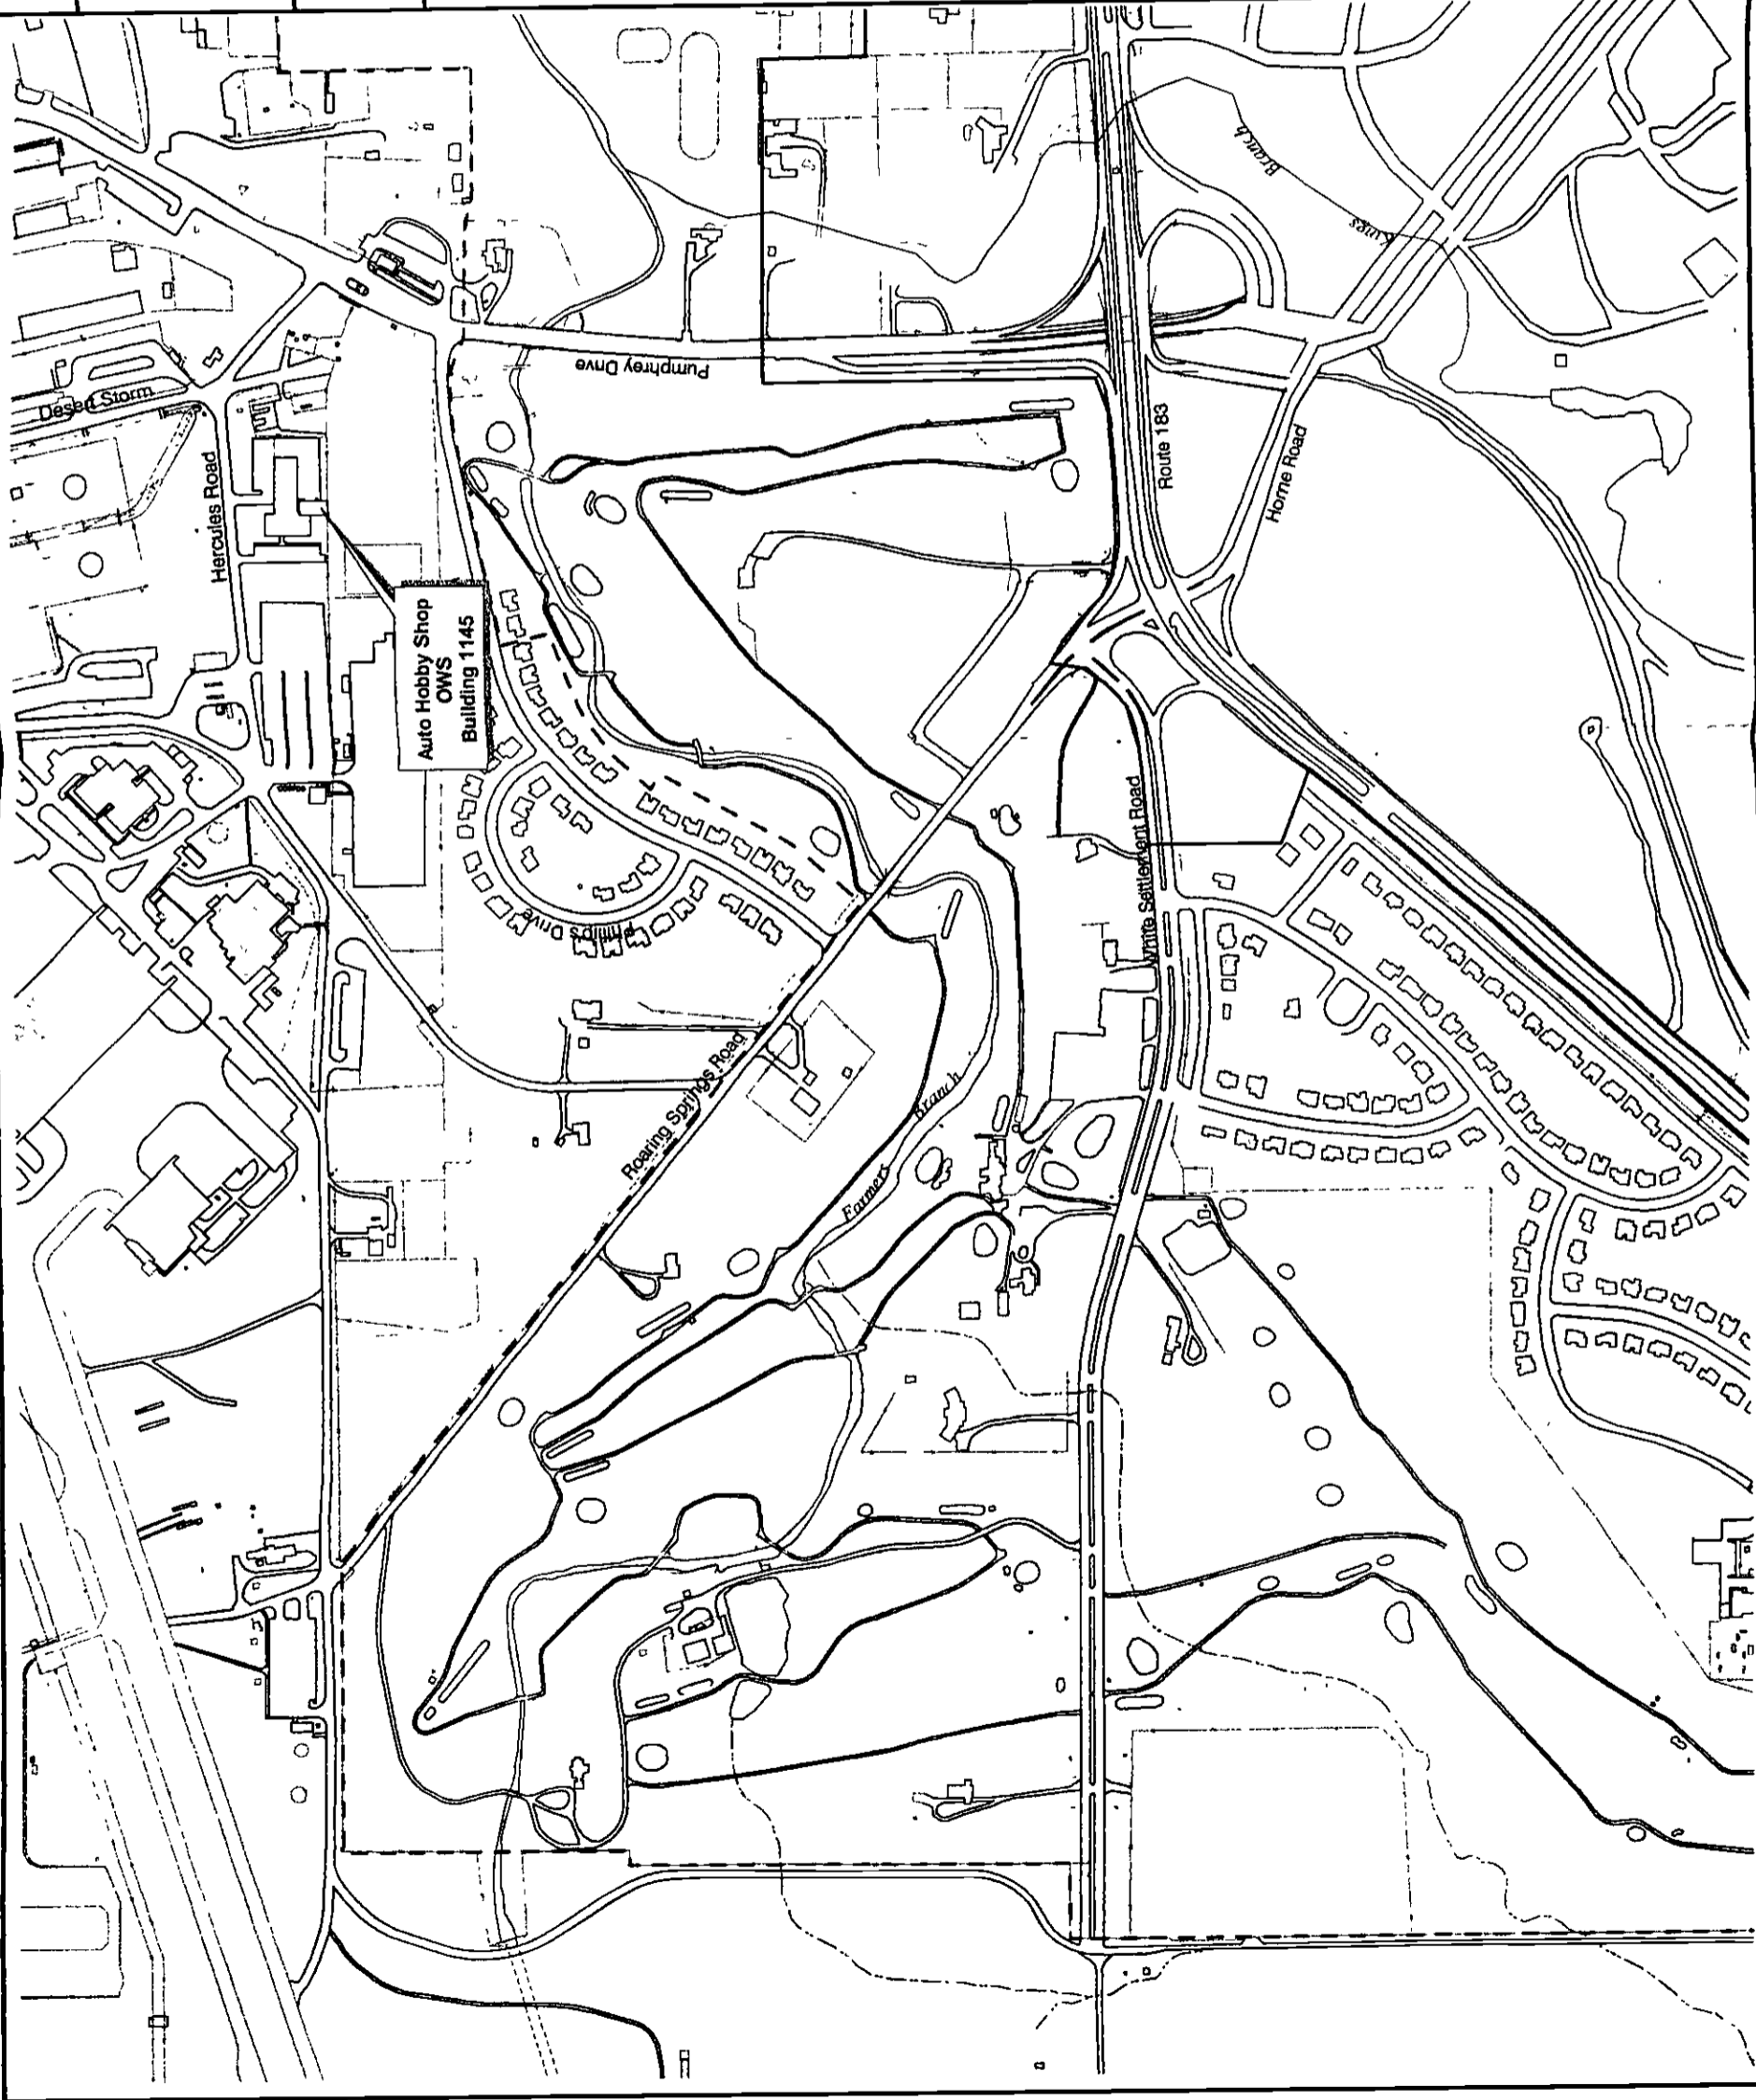 Desert Storm
Hercules Road
Pumphrey Drive
Auto Hobby Shop
OWS
Building 1145
Phillips Drive
Roaring Springs Road
Farmers Branch
White Settlement Road
Route 183
Home Road
Kings Branch